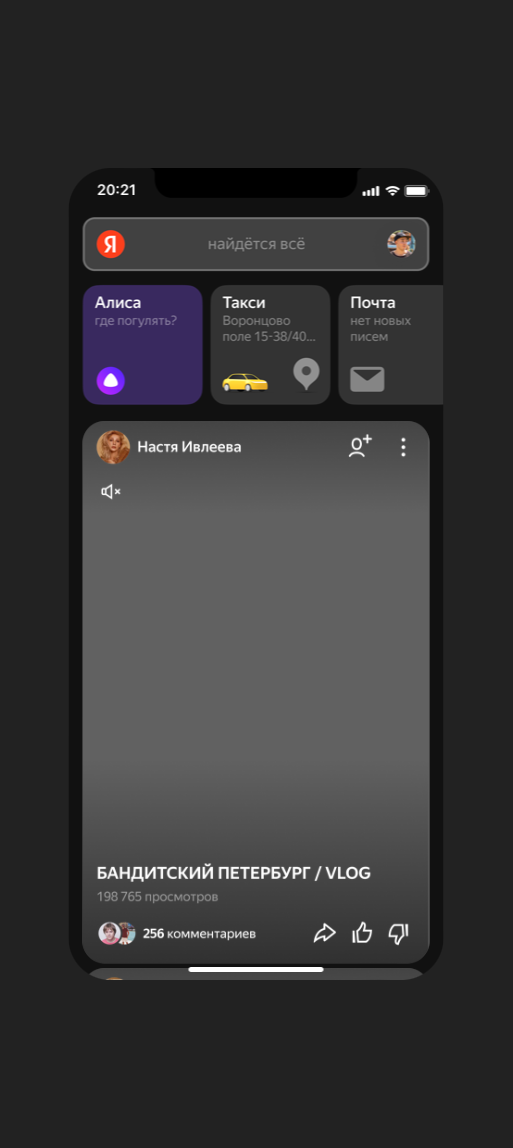 20:21
Я
найдётся всё
Алиса
где погулять?
Такси
Воронцово
поле 15-38/40...
Почта
нет новых
писем
Настя Ивлеева
БАНДИТСКИЙ ПЕТЕРБУРГ / VLOG
198 765 просмотров
256 комментариев